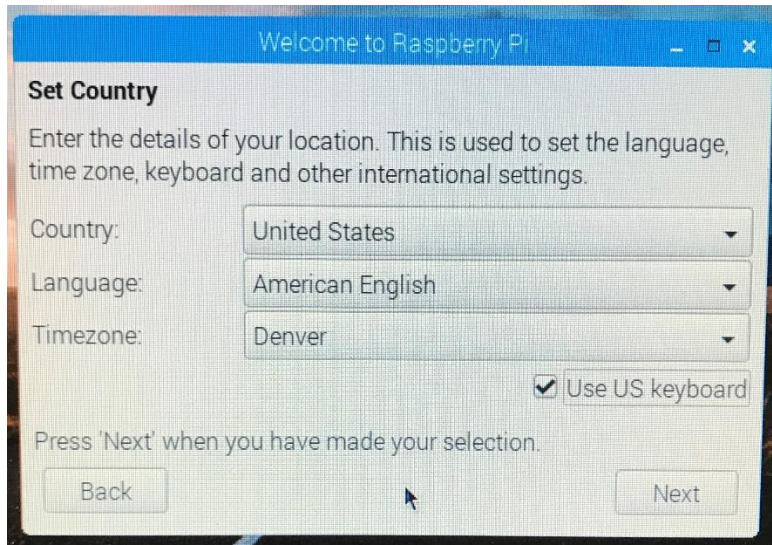 Welcome to Raspberry Pi
Set Country
Enter the details of your location. This is used to set the language,
time zone, keyboard and other international settings.
Country: United States
Language: American English
Timezone: Denver
Use US keyboard
Press 'Next' when you have made your selection.
Back Next